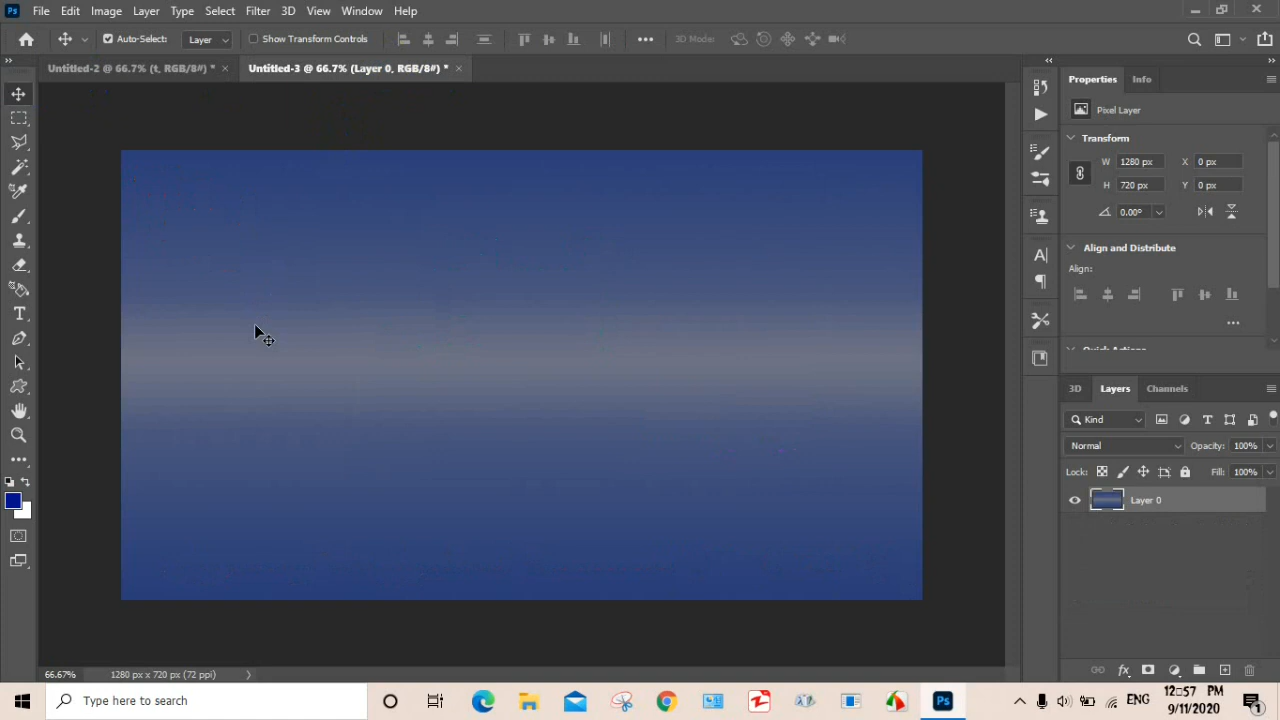 Ps File Edit Image Layer Type Select Filter 3D View Window Help
Auto-Select: Layer Show Transform Controls 3D Mode:
Untitled-2 @ 66.7% (t, RGB/8#) * Untitled-3 @ 66.7% (Layer 0, RGB/8#) *
Properties Info
Pixel Layer
Transform
W 1280 px X 0 px
H 720 px Y 0 px
0.00°
Align and Distribute
Align:
Quick Actions
3D Layers Channels
Kind
Normal Opacity: 100%
Lock: Fill: 100%
Layer 0
66.67% 1280 px x 720 px (72 ppi)
Type here to search
Ps
ENG
12:57 PM
9/11/2020
1